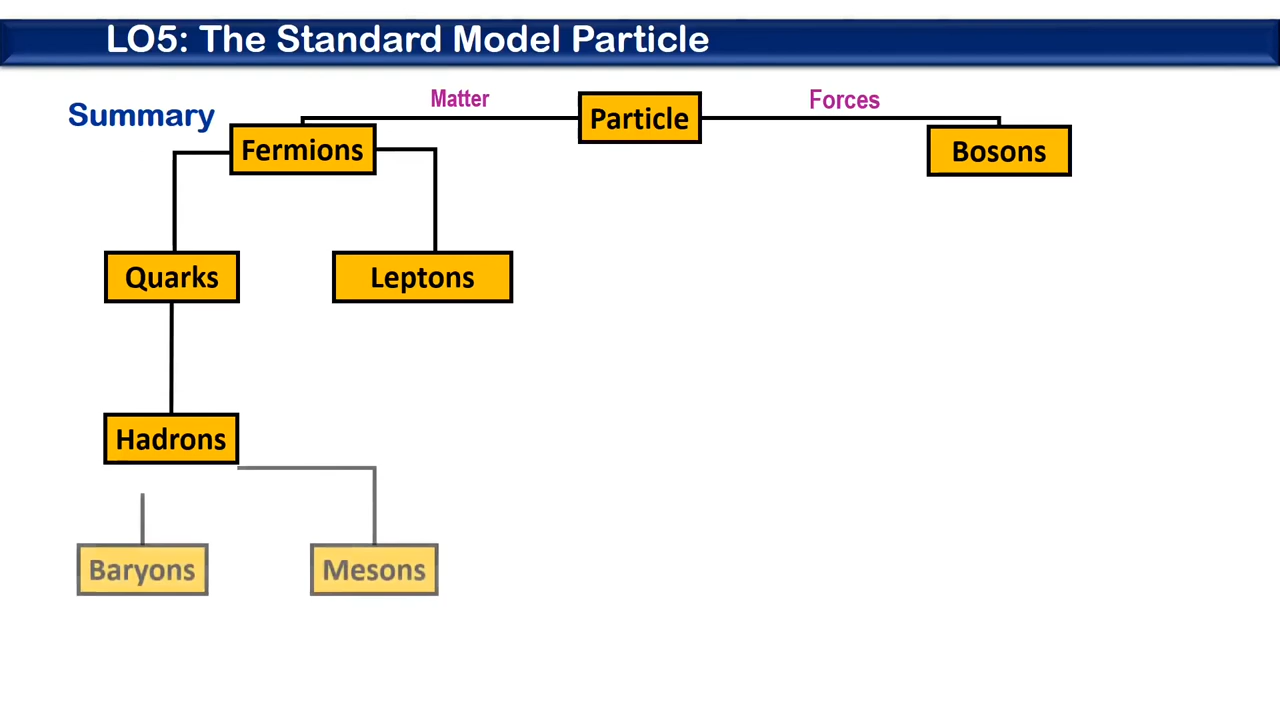 LO5: The Standard Model Particle
Summary
Matter
Particle
Forces
Fermions
Bosons
Quarks
Leptons
Hadrons
Baryons
Mesons